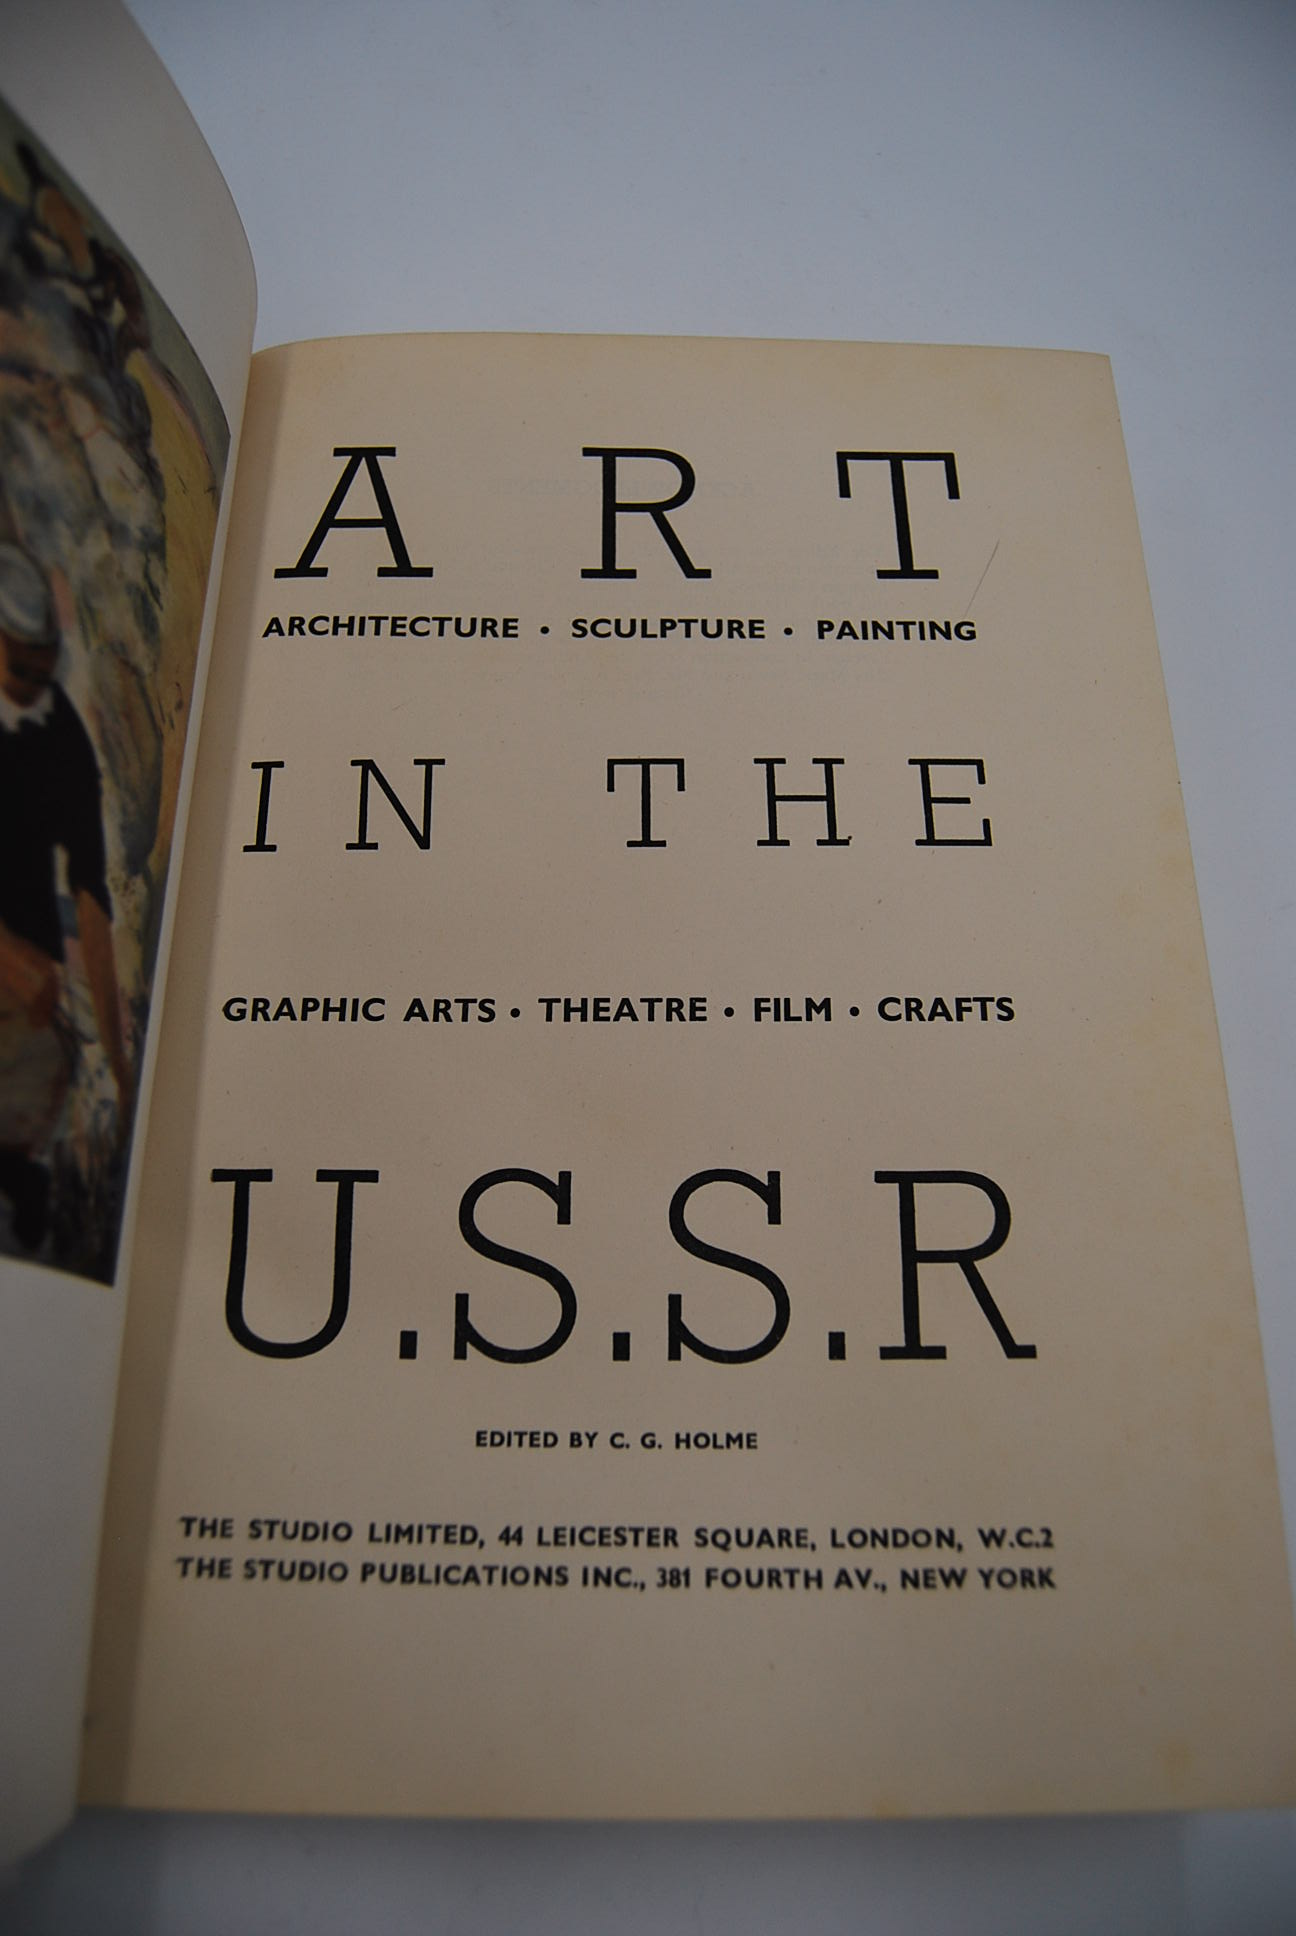 A R T
ARCHITECTURE • SCULPTURE • PAINTING
IN THE
GRAPHIC ARTS • THEATRE • FILM • CRAFTS
U.S.S.R
EDITED BY C. G. HOLME
THE STUDIO LIMITED, 44 LEICESTER SQUARE, LONDON, W.C.2
THE STUDIO PUBLICATIONS INC., 381 FOURTH AV., NEW YORK